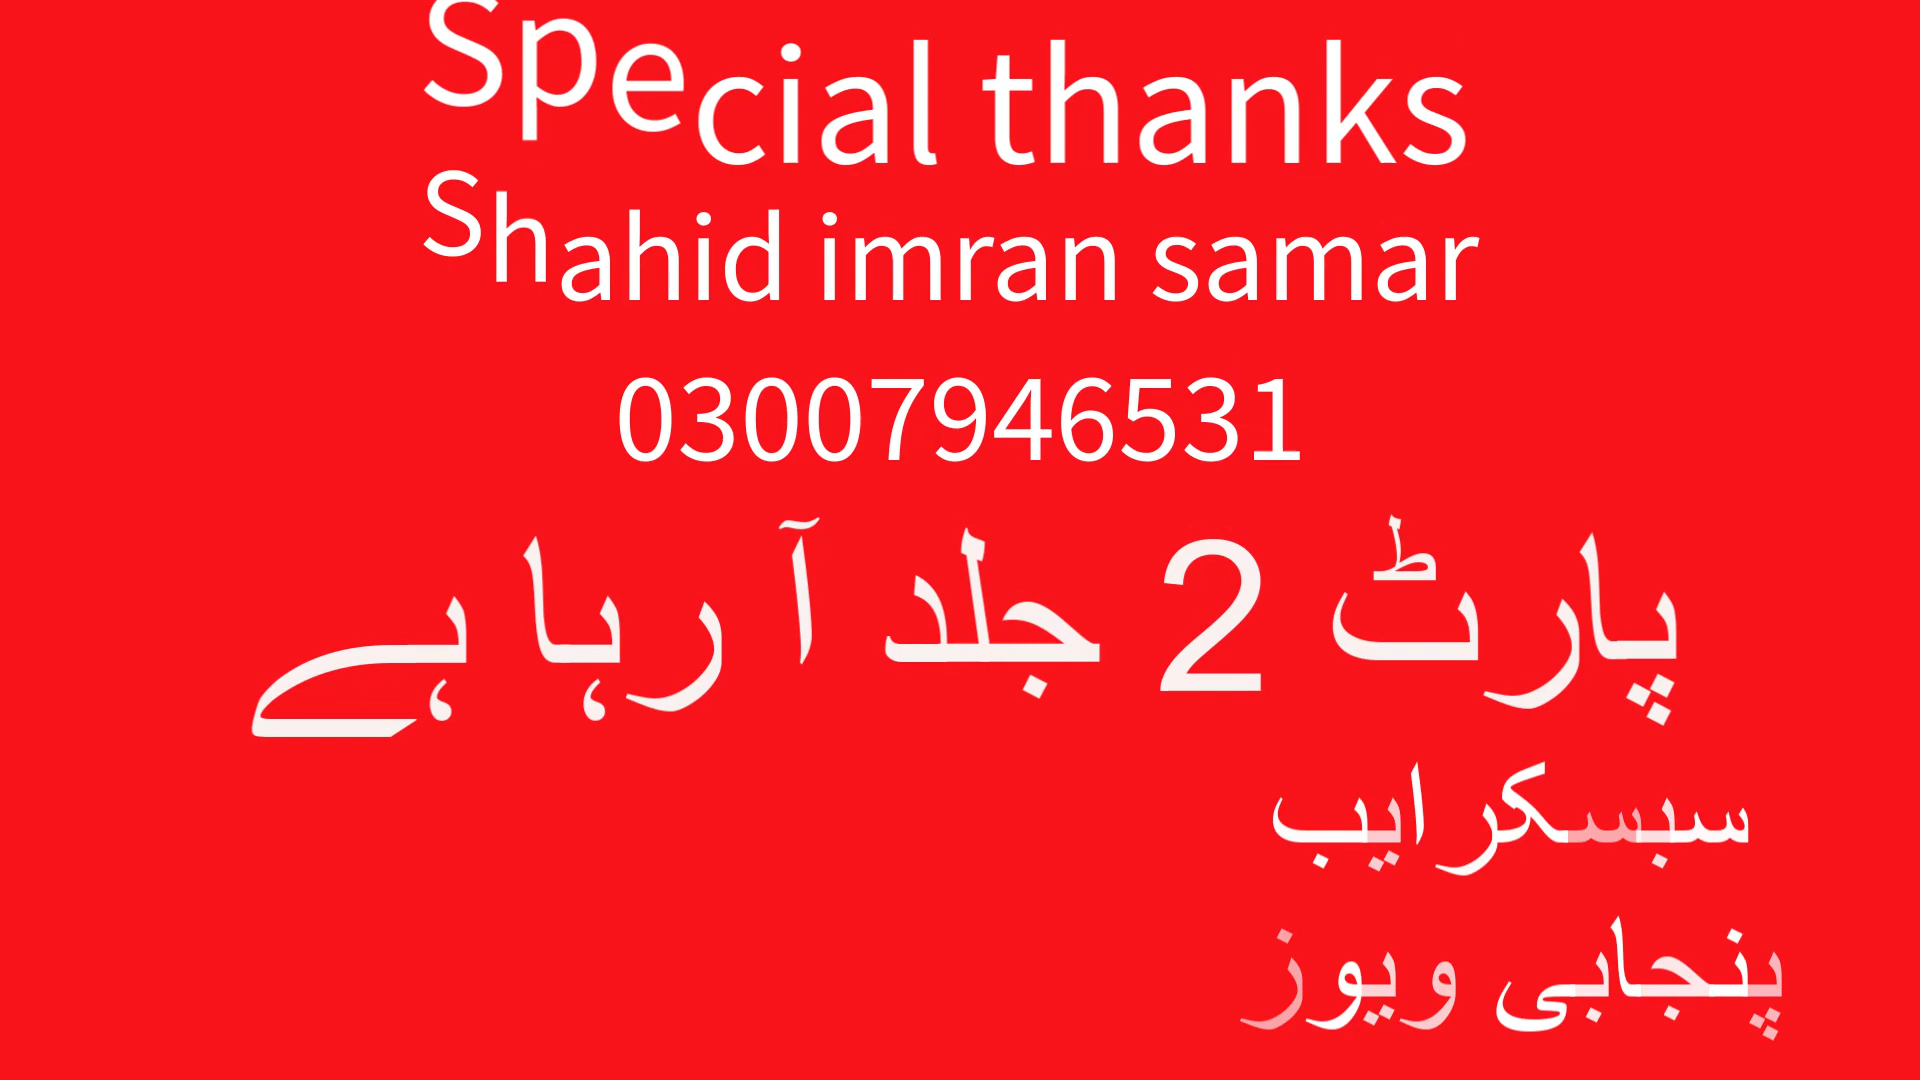 Special thanks
Shahid imran samar
03007946531
پارٹ 2 جلد آ رہا ہے
سبسکرایب
پنجابی ویوز